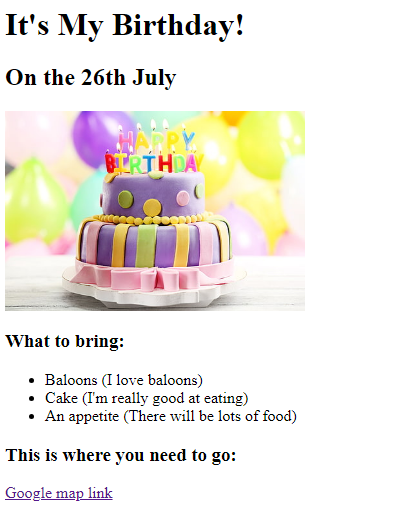 It's My Birthday!
On the 26th July
HAPPY
BIRTHDAY
What to bring:
Baloons (I love baloons)
Cake (I'm really good at eating)
An appetite (There will be lots of food)
This is where you need to go:
Google map link